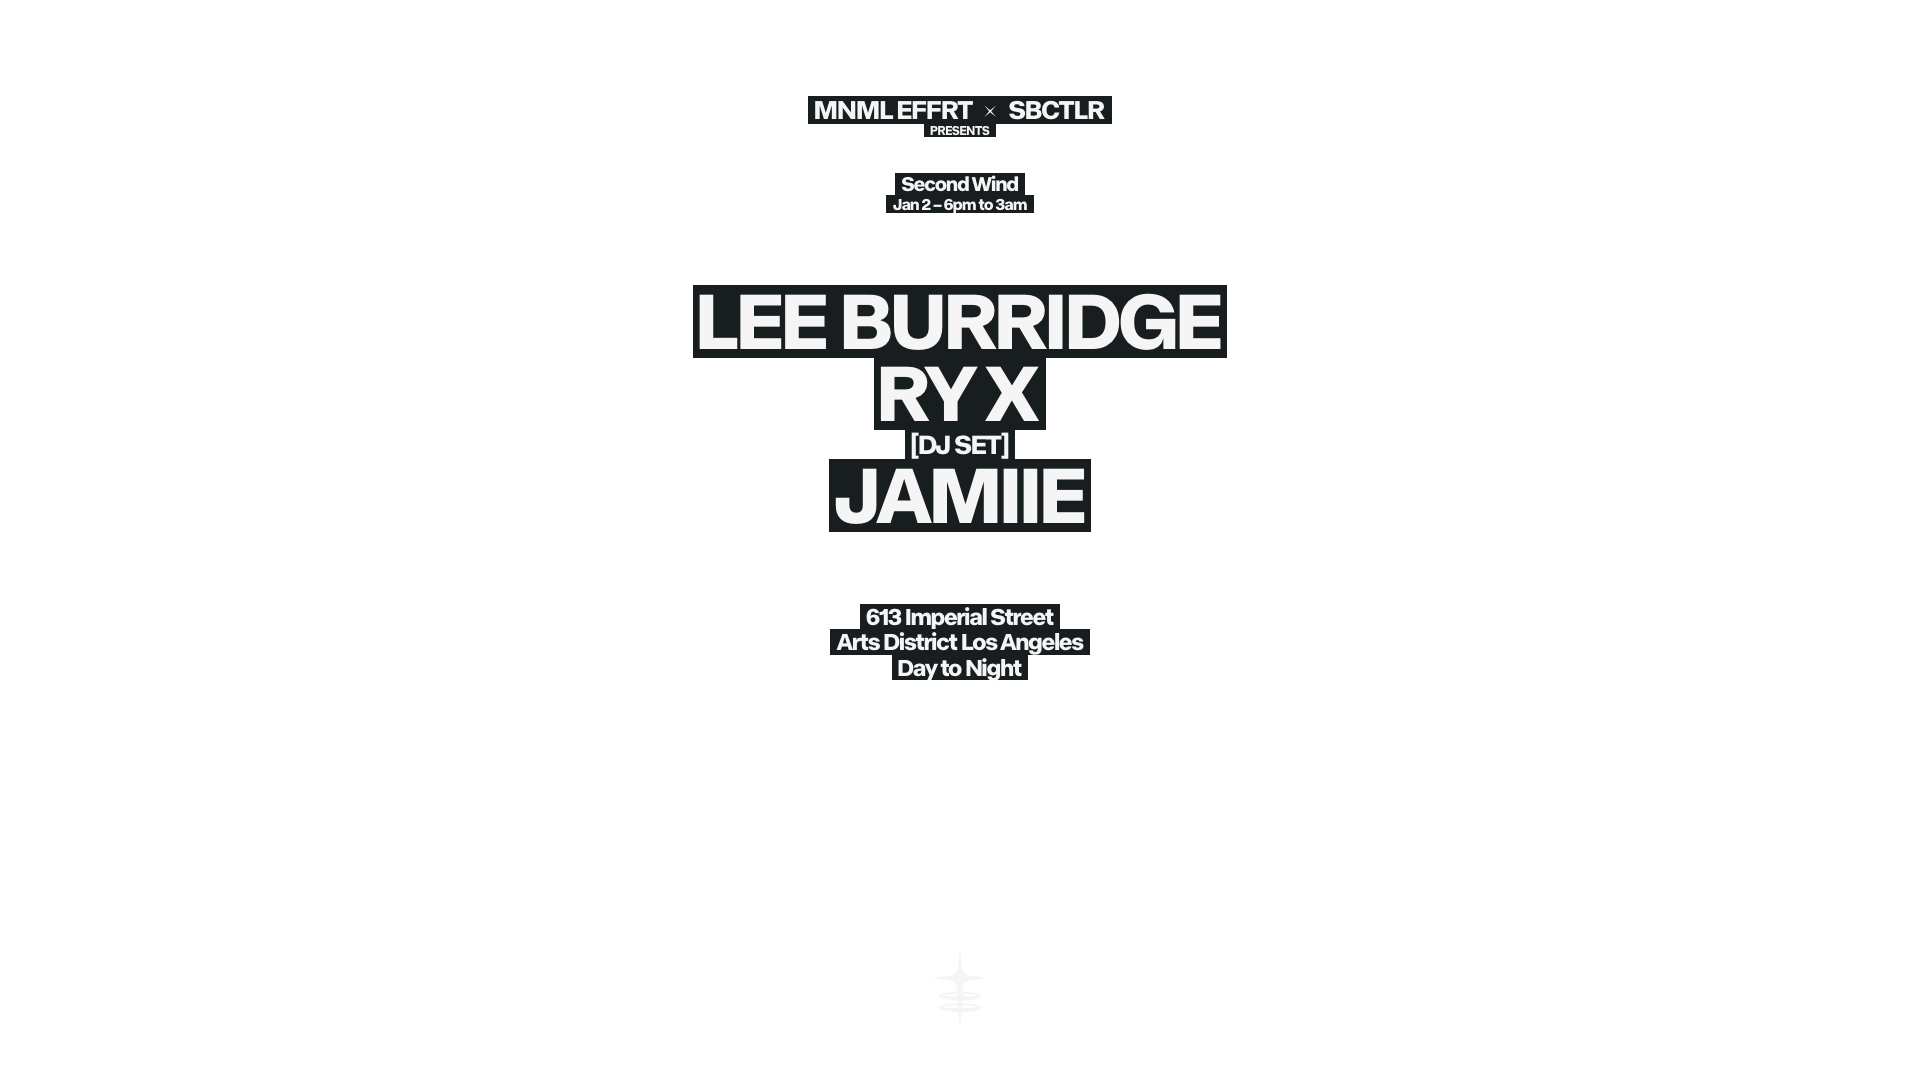 MNML EFFRT × SBCTLR
PRESENTS
Second Wind
Jan 2 – 6pm to 3am
LEE BURRIDGE
RY X
[DJ SET]
JAMIIE
613 Imperial Street
Arts District Los Angeles
Day to Night